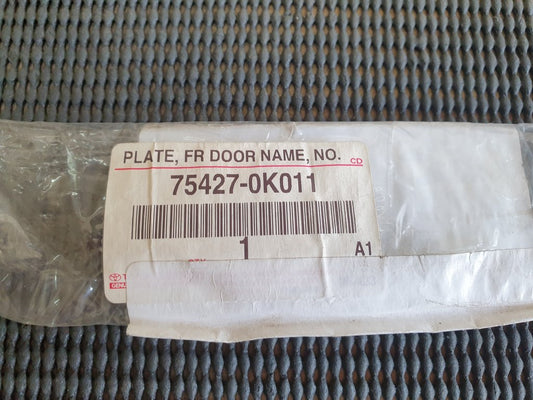 PLATE, FR DOOR NAME, NO.
CD
75427-0K011
1
A1